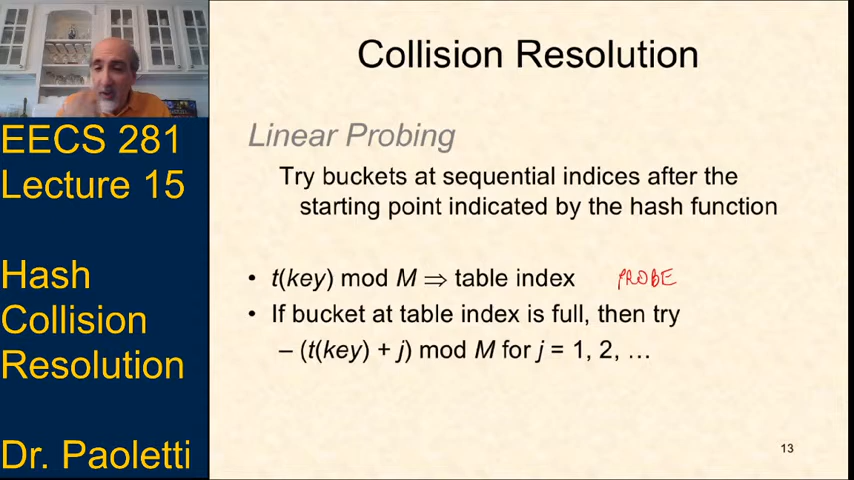 EECS 281
Lecture 15
Hash
Collision
Resolution
Dr. Paoletti
Collision Resolution
Linear Probing
Try buckets at sequential indices after the
starting point indicated by the hash function
• t(key) mod M ⇒ table index PROBE
• If bucket at table index is full, then try
– (t(key) + j) mod M for j = 1, 2, …
13